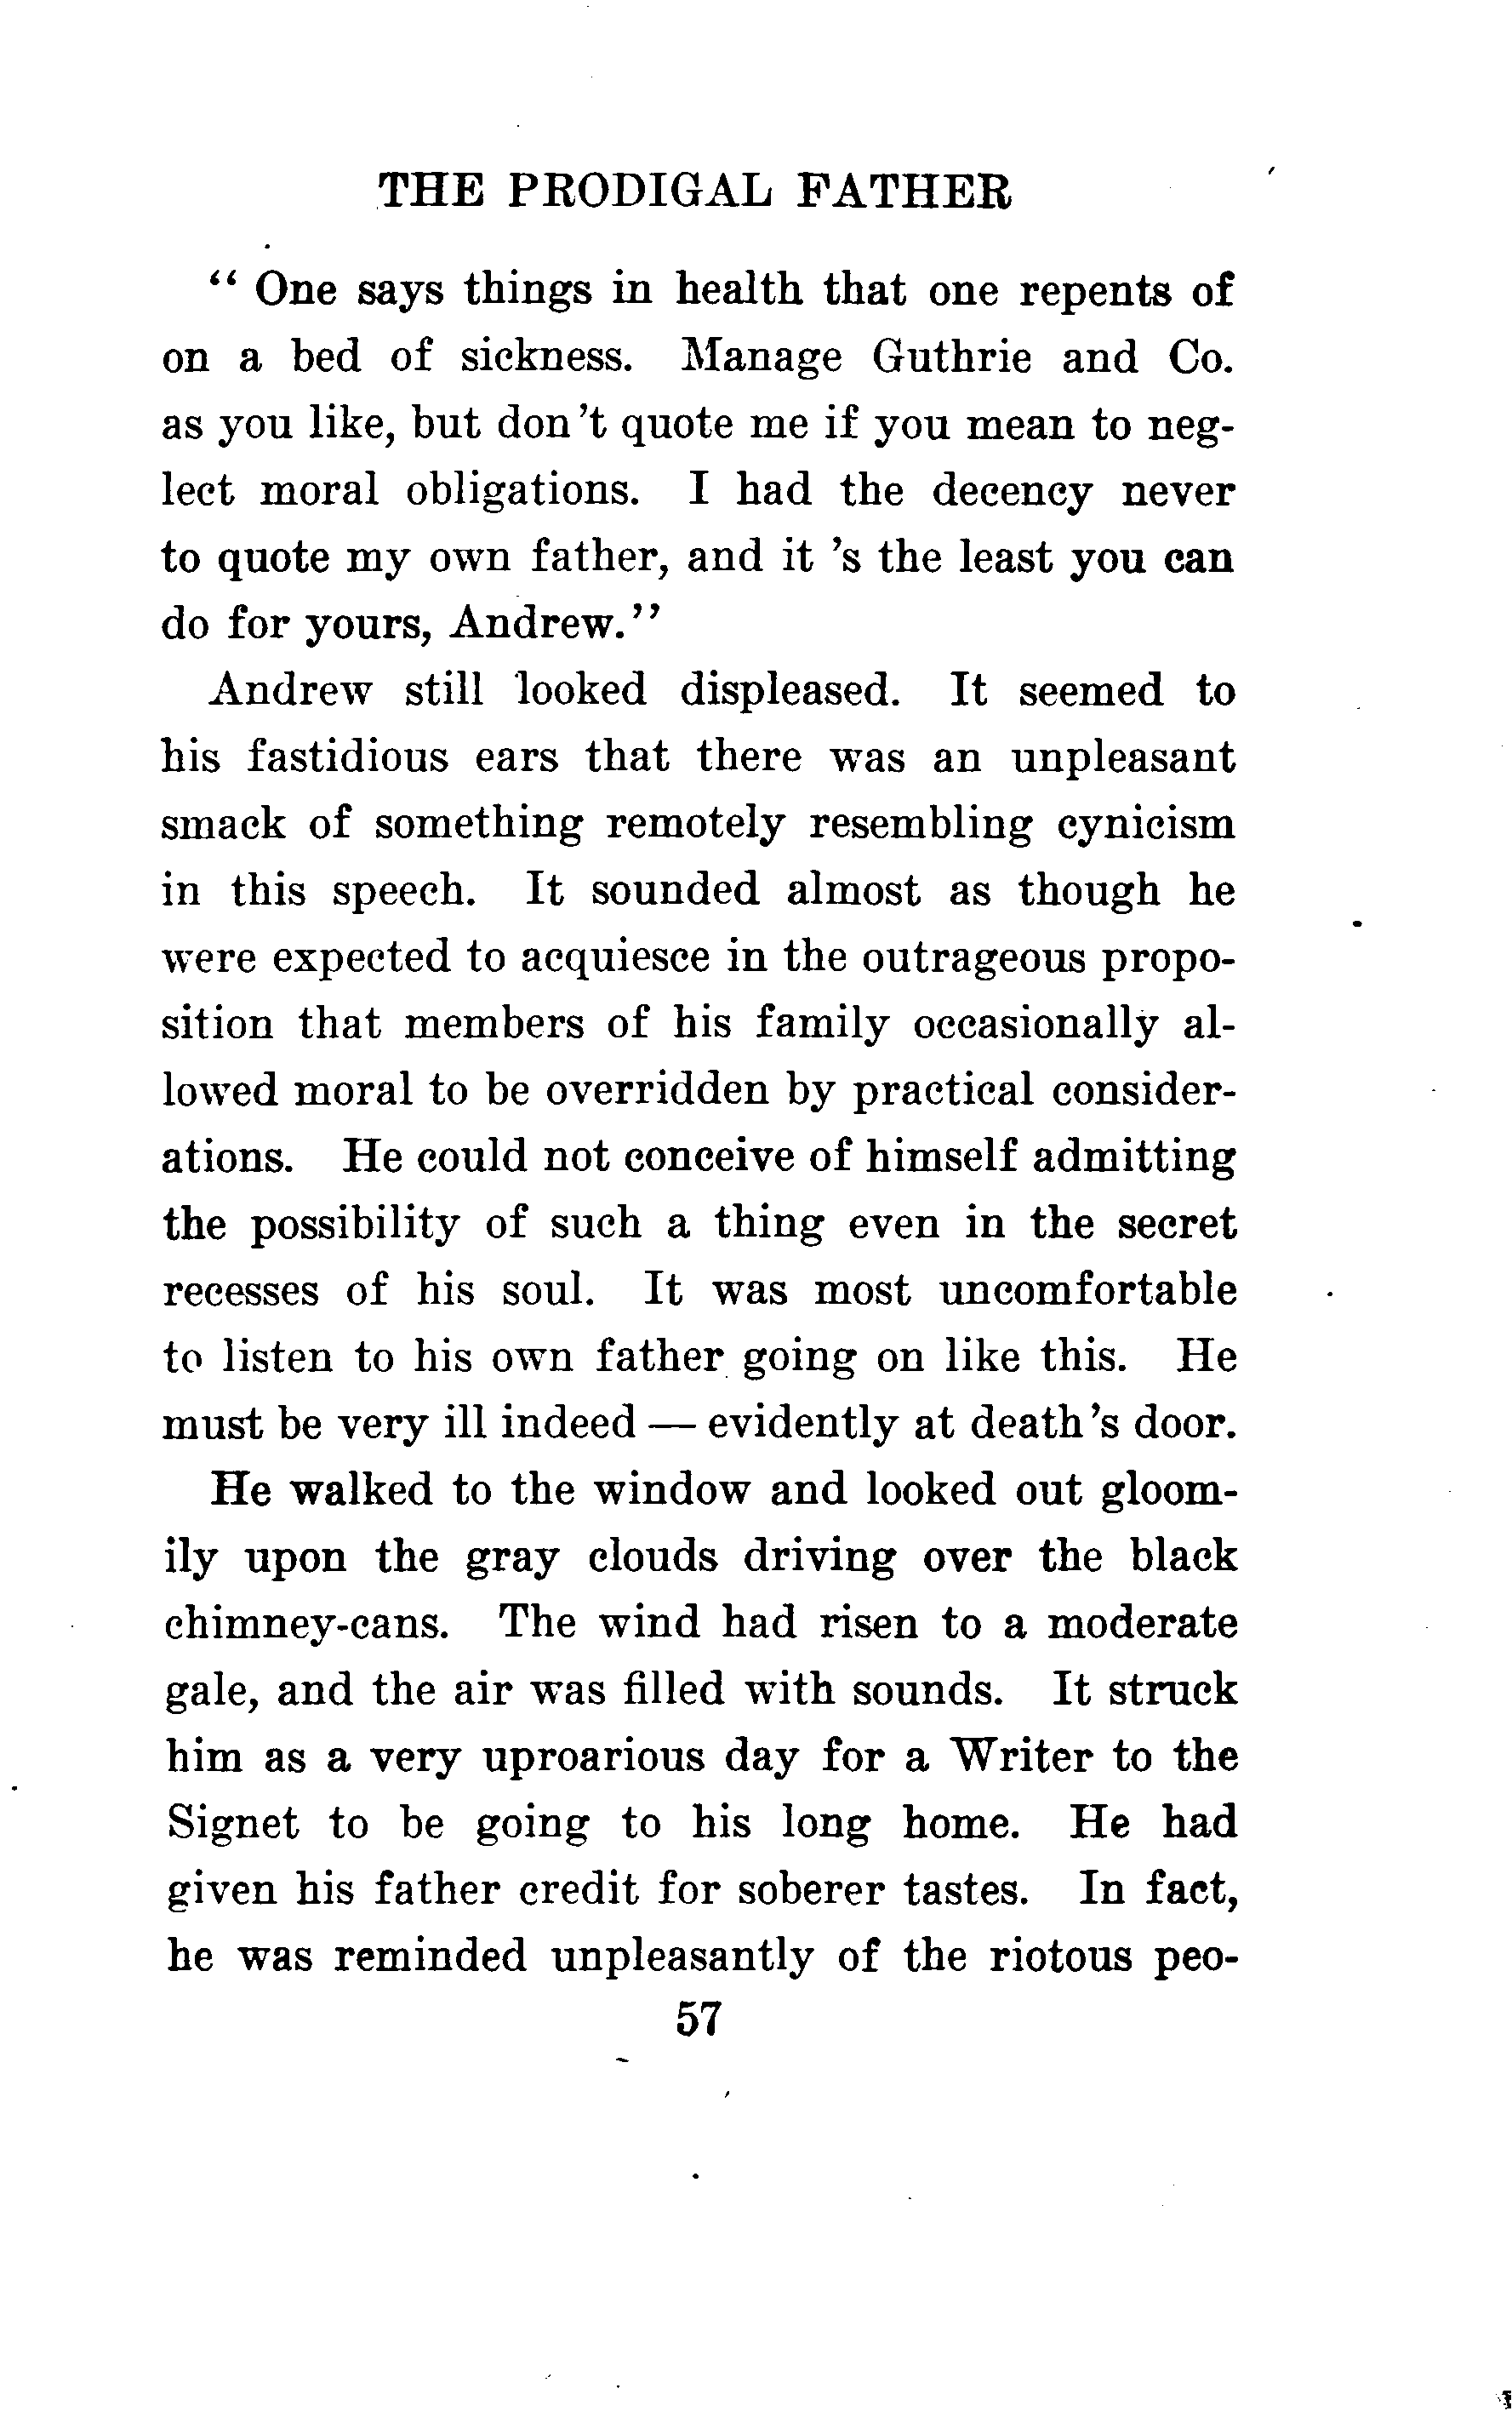 THE PRODIGAL FATHER
“ One says things in health that one repents of
on a bed of sickness. Manage Guthrie and Co.
as you like, but don't quote me if you mean to neg-
lect moral obligations. I had the decency never
to quote my own father, and it 's the least you can
do for yours, Andrew.”
Andrew still looked displeased. It seemed to
his fastidious ears that there was an unpleasant
smack of something remotely resembling cynicism
in this speech. It sounded almost as though he
were expected to acquiesce in the outrageous propo-
sition that members of his family occasionally al-
lowed moral to be overridden by practical consider-
ations. He could not conceive of himself admitting
the possibility of such a thing even in the secret
recesses of his soul. It was most uncomfortable
to listen to his own father going on like this. He
must be very ill indeed — evidently at death's door.
He walked to the window and looked out gloom-
ily upon the gray clouds driving over the black
chimney-cans. The wind had risen to a moderate
gale, and the air was filled with sounds. It struck
him as a very uproarious day for a Writer to the
Signet to be going to his long home. He had
given his father credit for soberer tastes. In fact,
he was reminded unpleasantly of the riotous peo-
57